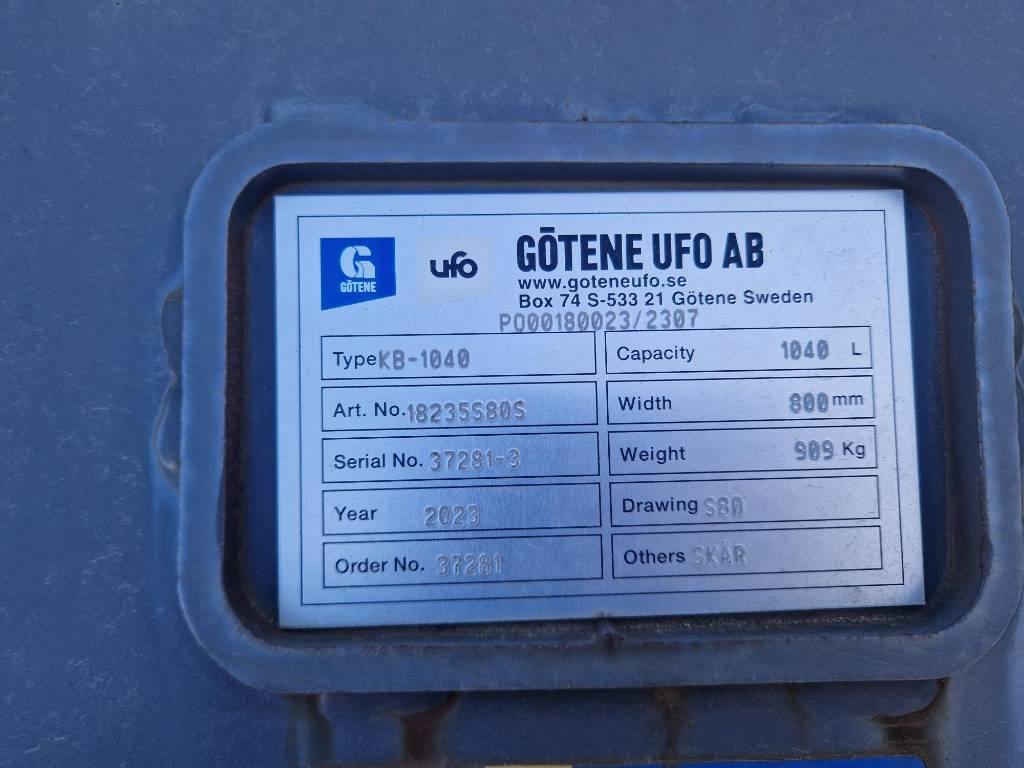 GÖTENE
ufo
GÖTENE UFO AB
www.goteneufo.se
Box 74 S-533 21 Götene Sweden
PO00180023/2307
Type KB-1040
Capacity 1040 L
Art. No. 18235S80S
Width 800 mm
Serial No. 37281-3
Weight 909 Kg
Year 2023
Drawing S80
Order No. 37281
Others SKÄR